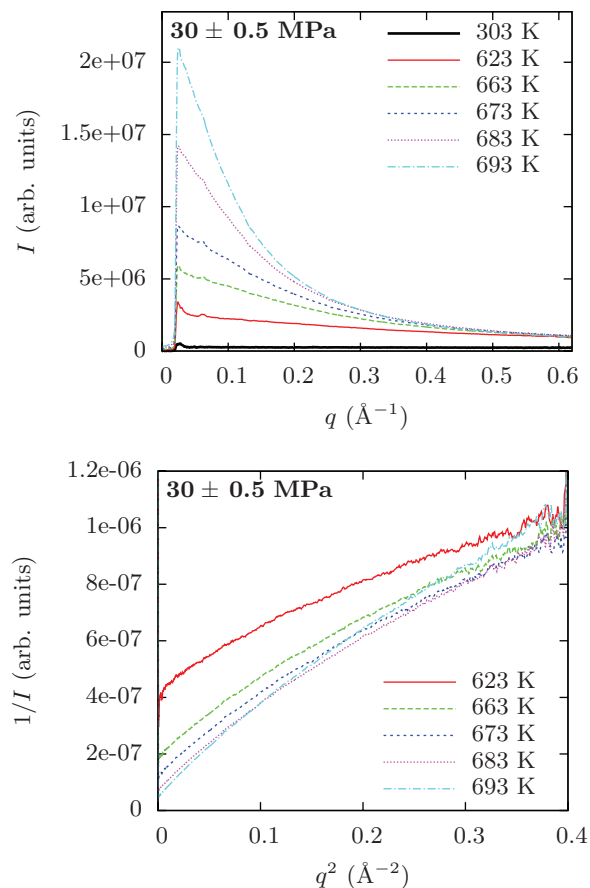 30 ± 0.5 MPa
303 K
623 K
663 K
673 K
683 K
693 K
2e+07
1.5e+07
1e+07
5e+06
0
I (arb. units)
0 0.1 0.2 0.3 0.4 0.5 0.6
q (Å⁻¹)
30 ± 0.5 MPa
1.2e-06
1e-06
8e-07
6e-07
4e-07
2e-07
0
1/I (arb. units)
623 K
663 K
673 K
683 K
693 K
0 0.1 0.2 0.3 0.4
q² (Å⁻²)